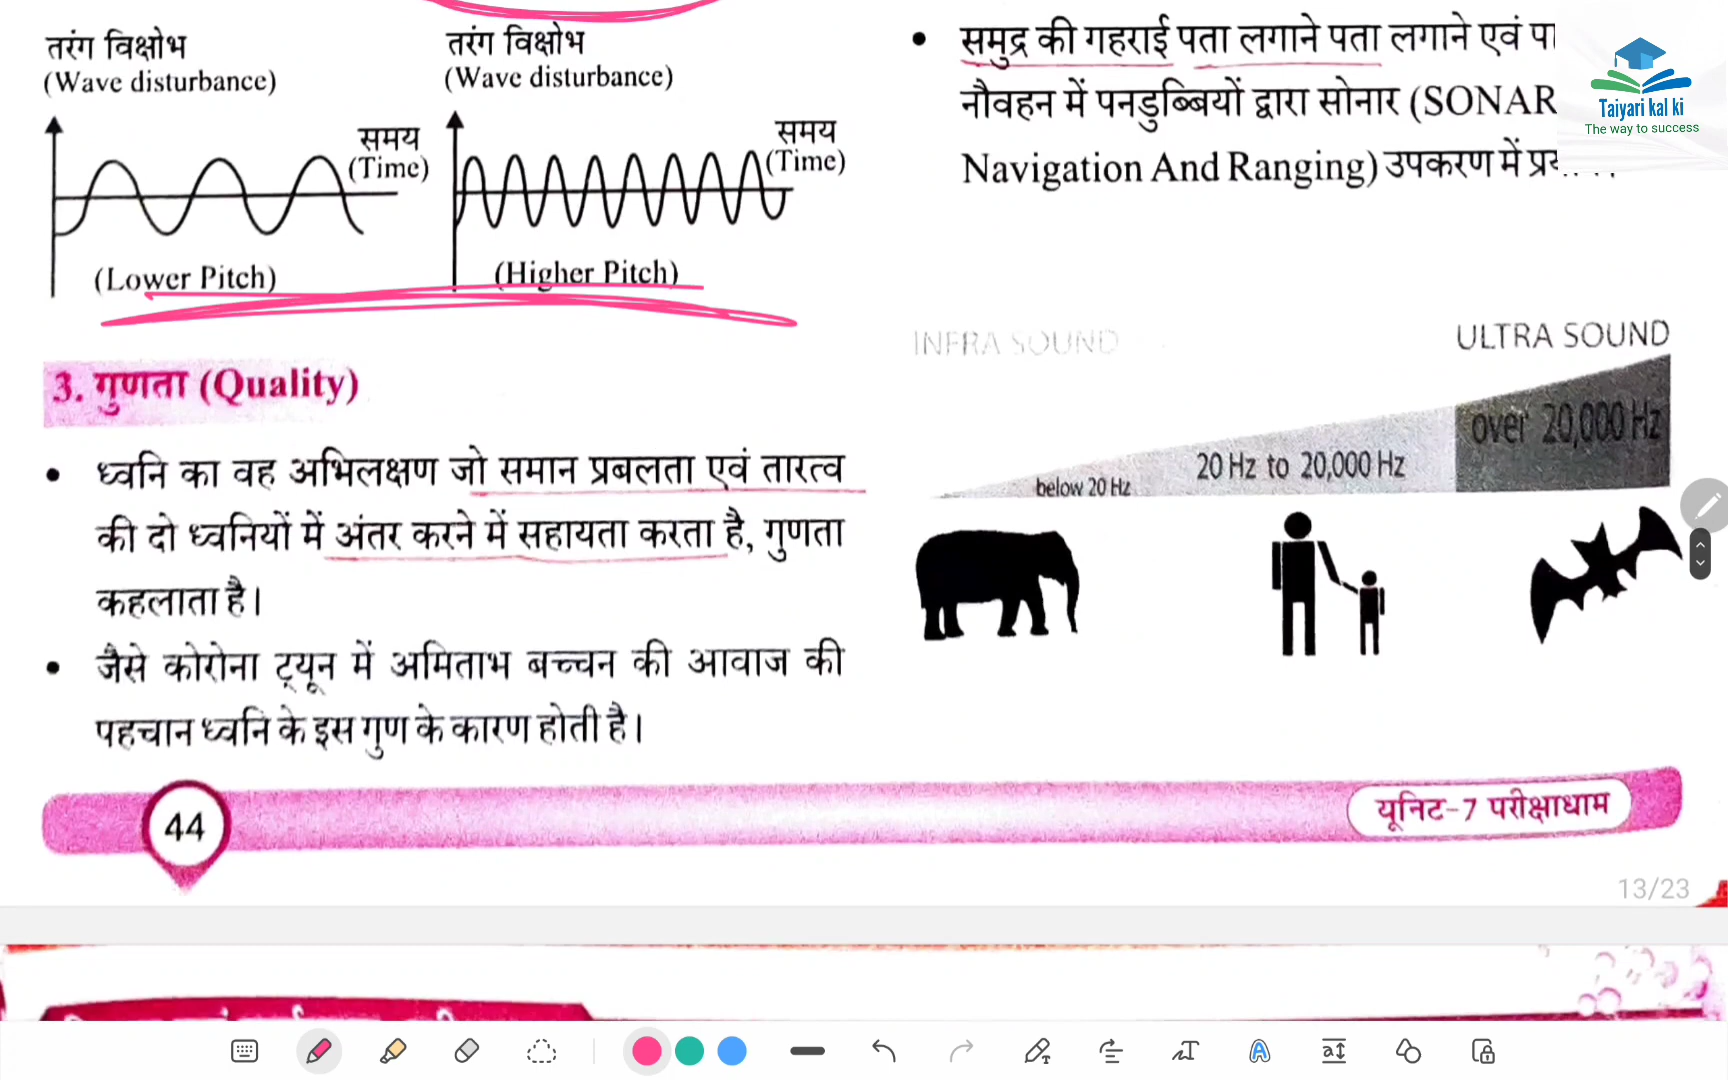 तरंग विक्षोभ
(Wave disturbance)
समय
(Time)
(Lower Pitch)
तरंग विक्षोभ
(Wave disturbance)
समय
(Time)
(Higher Pitch)
3. गुणता (Quality)
• ध्वनि का वह अभिलक्षण जो समान प्रबलता एवं तारत्व
की दो ध्वनियों में अंतर करने में सहायता करता है, गुणता
कहलाता है।
• जैसे कोरोना ट्यून में अमिताभ बच्चन की आवाज की
पहचान ध्वनि के इस गुण के कारण होती है।
• समुद्र की गहराई पता लगाने पता लगाने एवं
नौवहन में पनडुब्बियों द्वारा सोनार (SONAR
Navigation And Ranging) उपकरण में
Taiyari kal ki
The way to success
INFRA SOUND
ULTRA SOUND
below 20 Hz
20 Hz to 20,000 Hz
over 20,000 Hz
44
यूनिट-7 परीक्षाधाम
13/23